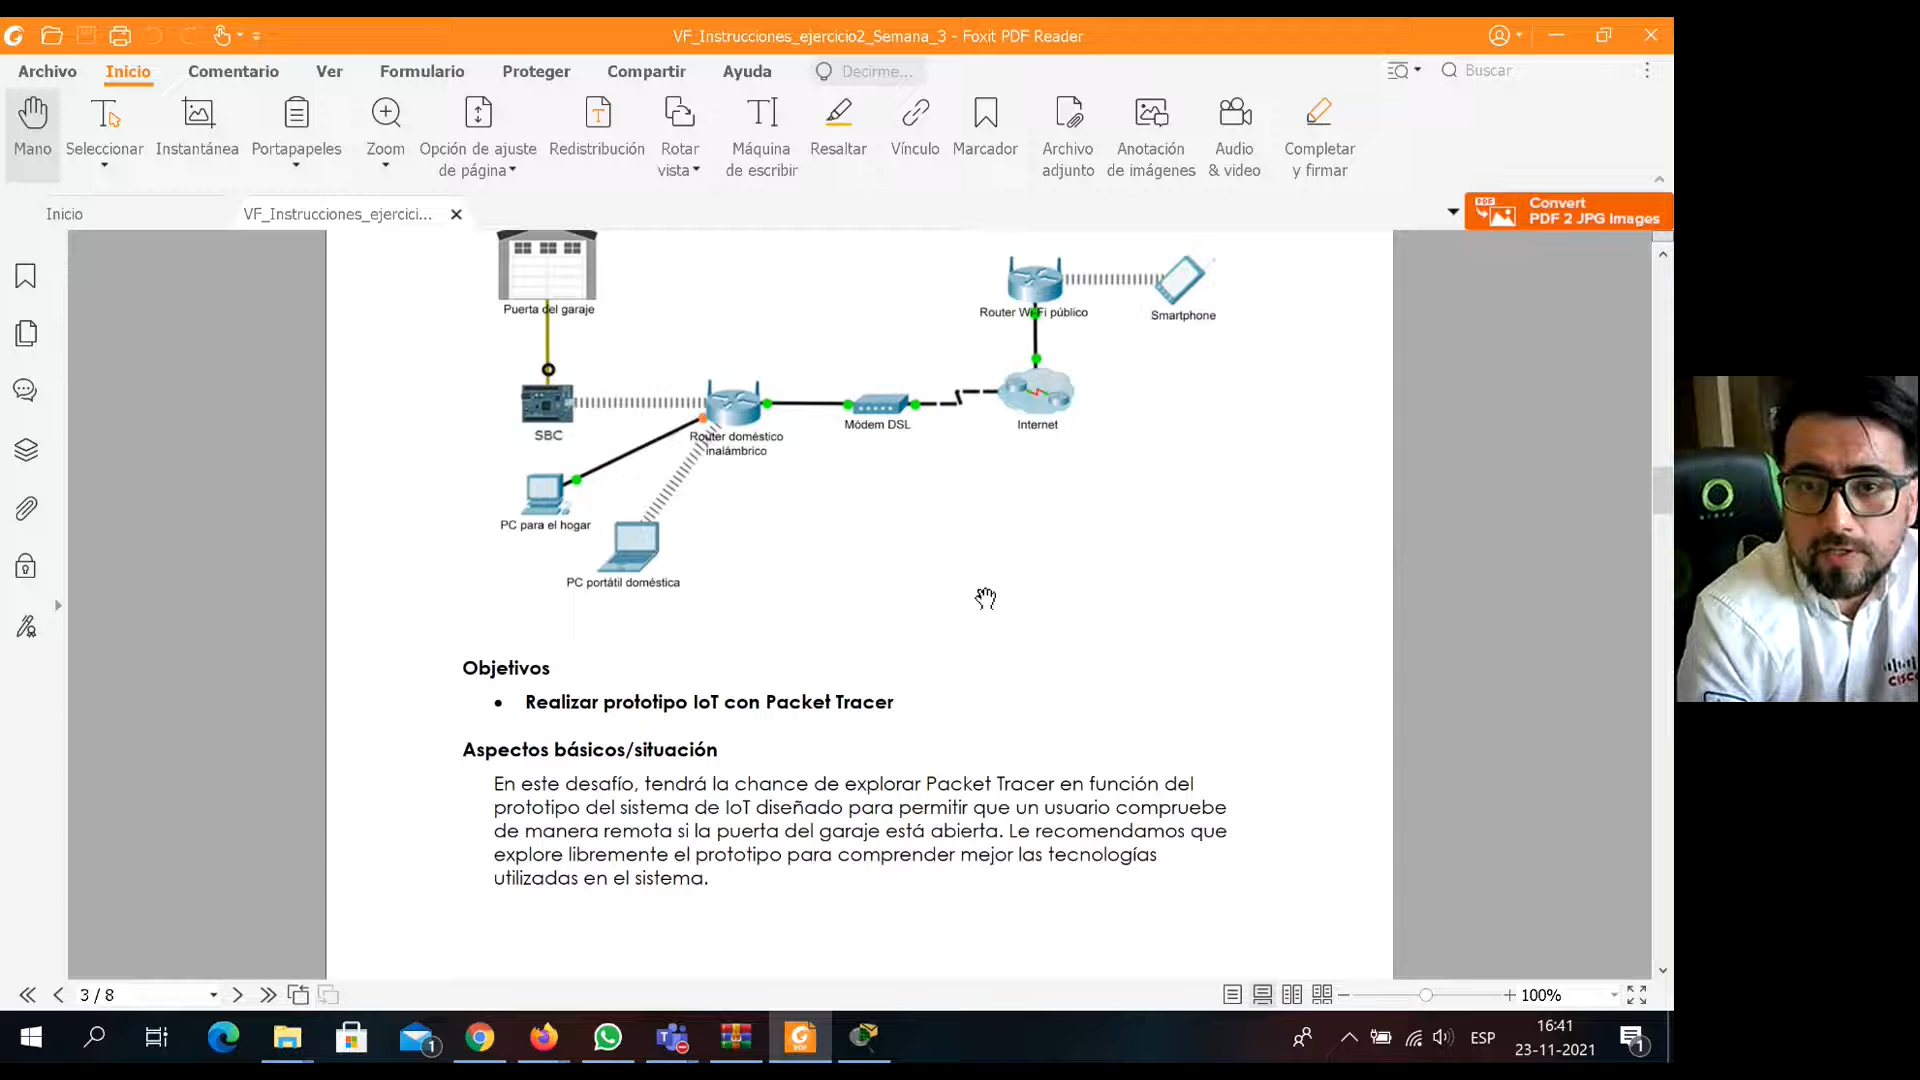 VF_Instrucciones_ejercicio2_Semana_3 - Foxit PDF Reader
Archivo Inicio Comentario Ver Formulario Proteger Compartir Ayuda Decirme... Buscar
Mano Seleccionar Instantánea Portapapeles Zoom Opción de ajuste de página Redistribución Rotar vista Máquina de escribir Resaltar Vínculo Marcador Archivo adjunto Anotación de imágenes Audio & video Completar y firmar
Inicio VF_Instrucciones_ejercici...
Convert
PDF 2 JPG Images
Puerta del garaje
Router Wi-Fi público
Smartphone
SBC
Router doméstico
inalámbrico
Módem DSL
Internet
PC para el hogar
PC portátil doméstica
Objetivos
• Realizar prototipo IoT con Packet Tracer
Aspectos básicos/situación
En este desafío, tendrá la chance de explorar Packet Tracer en función del
prototipo del sistema de IoT diseñado para permitir que un usuario compruebe
de manera remota si la puerta del garaje está abierta. Le recomendamos que
explore libremente el prototipo para comprender mejor las tecnologías
utilizadas en el sistema.
3 / 8
100%
1
ESP
16:41
23-11-2021
1